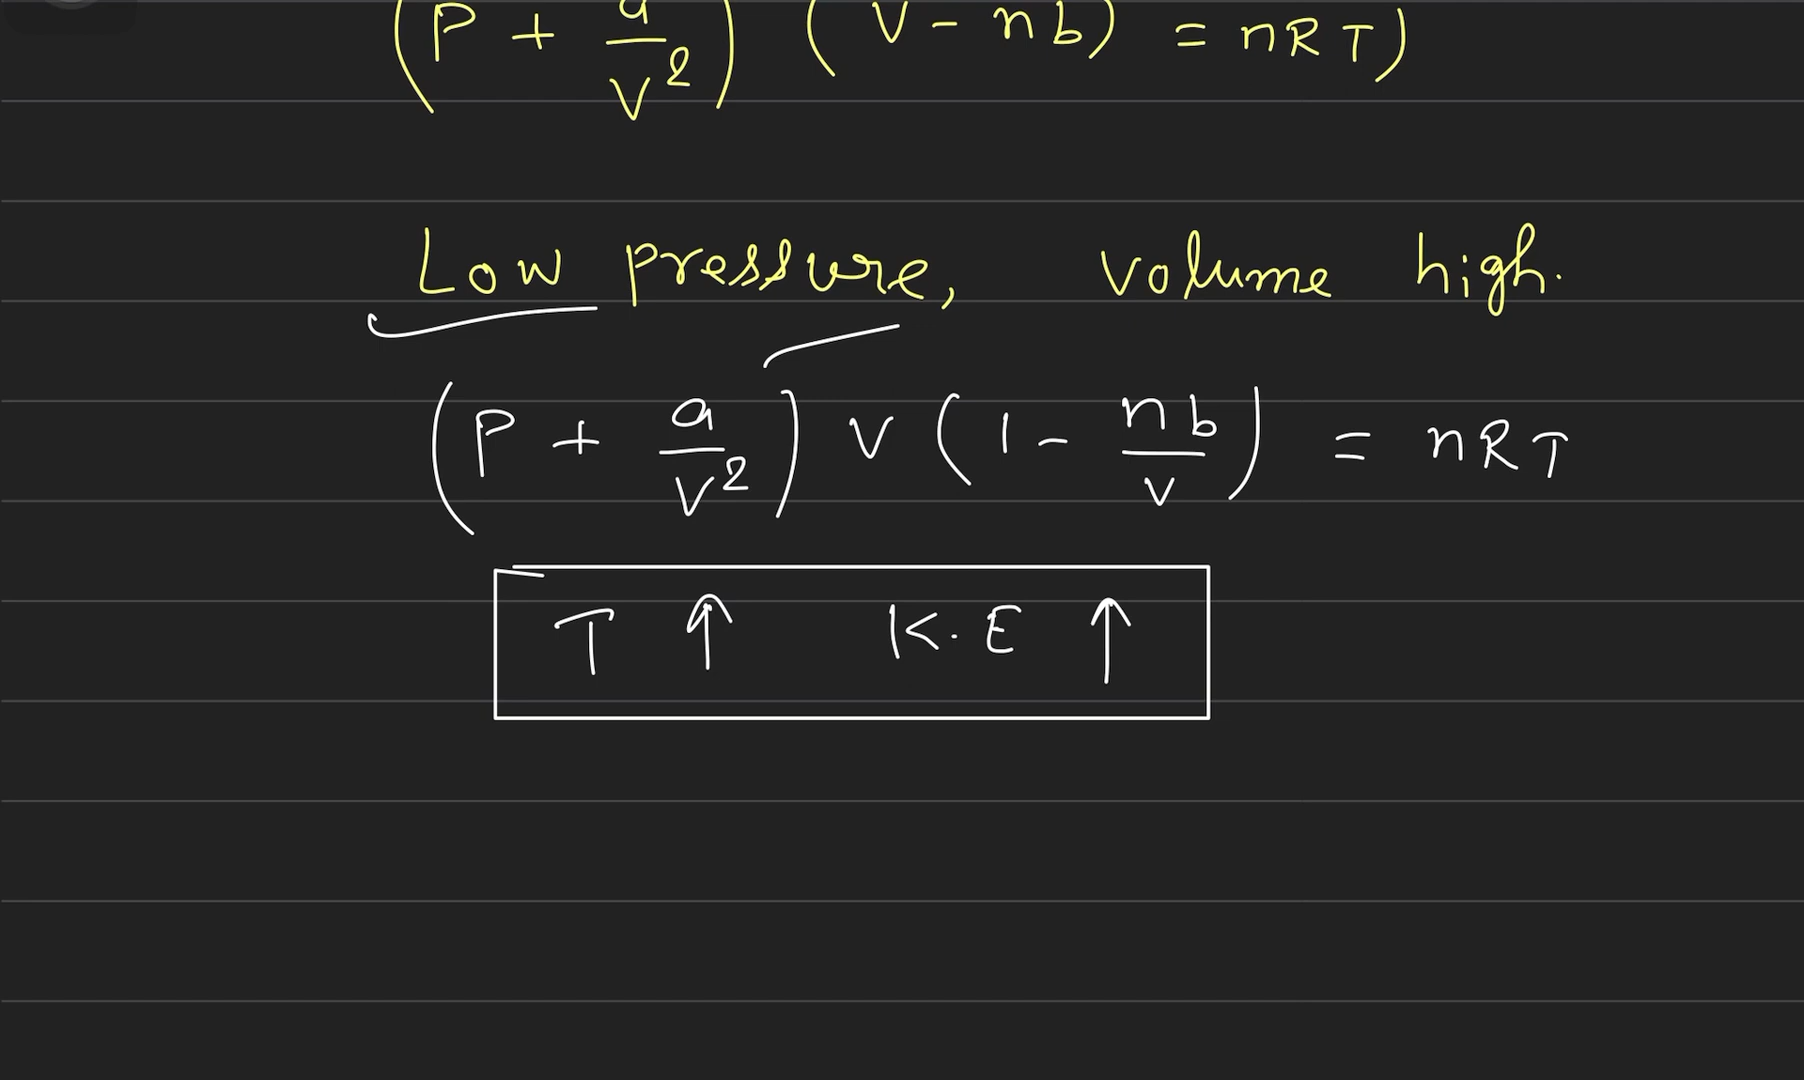 (P + a/V²) (V - nb) = nRT)
Low pressure, volume high.
(P + a/V²) V (1 - nb/V) = nRT
T ↑ K.E ↑